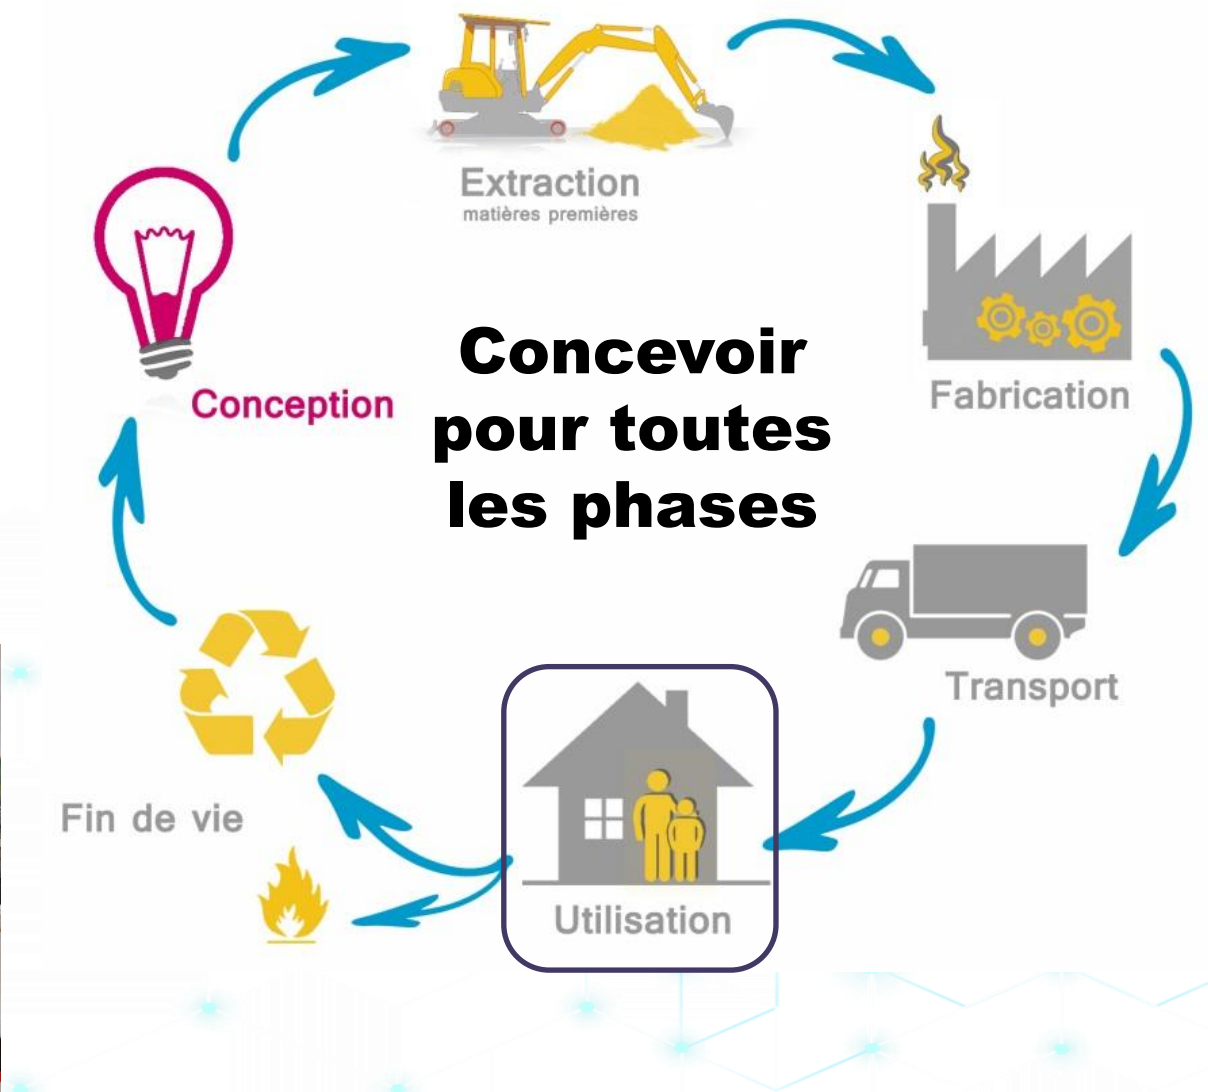 Extraction
matières premières
Concevoir
pour toutes
les phases
Conception
Fabrication
Transport
Fin de vie
Utilisation